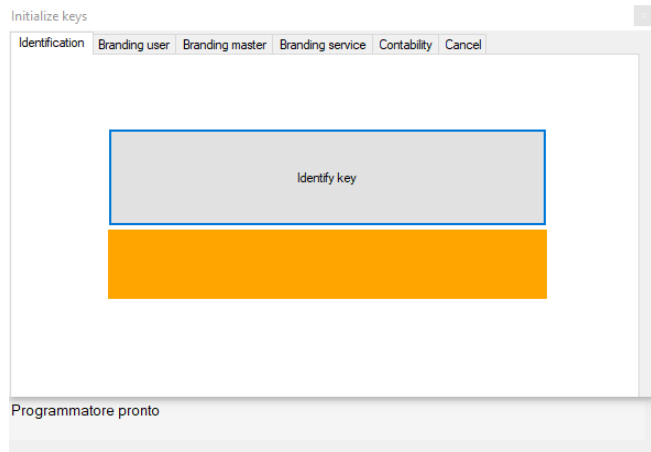 Initialize keys
Identification Branding user Branding master Branding service Contability Cancel
Identify key
Programmatore pronto